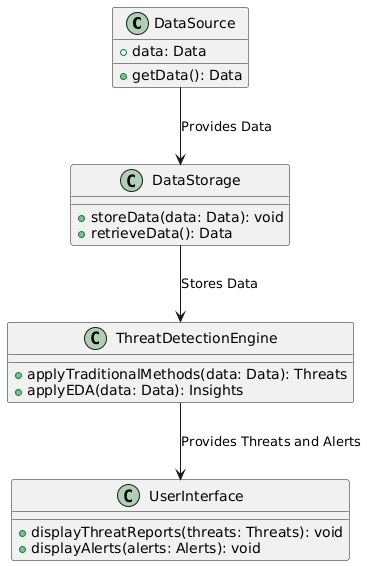 C DataSource
data: Data
getData(): Data
Provides Data
C DataStorage
storeData(data: Data): void
retrieveData(): Data
Stores Data
C ThreatDetectionEngine
applyTraditionalMethods(data: Data): Threats
applyEDA(data: Data): Insights
Provides Threats and Alerts
C UserInterface
displayThreatReports(threats: Threats): void
displayAlerts(alerts: Alerts): void